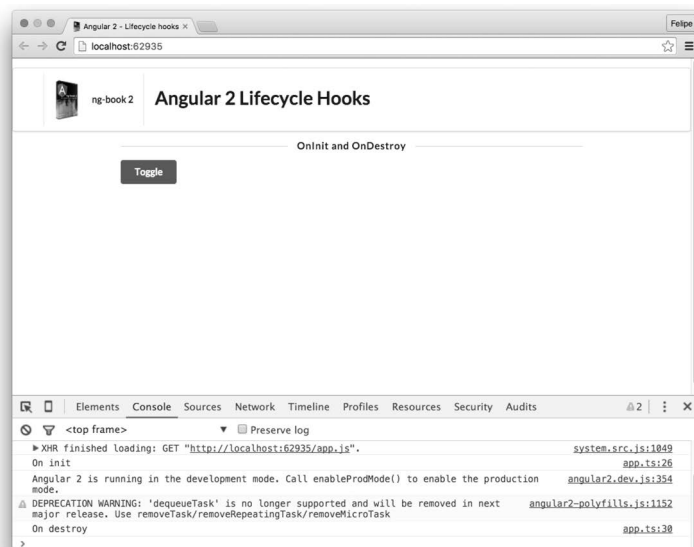 Angular 2 - Lifecycle hooks ×
Felipe
localhost:62935
ng-book 2
Angular 2 Lifecycle Hooks
OnInit and OnDestroy
Toggle
Elements Console Sources Network Timeline Profiles Resources Security Audits 2
<top frame> Preserve log
XHR finished loading: GET "http://localhost:62935/app.js". system.src.js:1049
On init app.ts:26
Angular 2 is running in the development mode. Call enableProdMode() to enable the production angular2.dev.js:354
mode.
DEPRECATION WARNING: 'dequeueTask' is no longer supported and will be removed in next angular2-polyfills.js:1152
major release. Use removeTask/removeRepeatingTask/removeMicroTask
On destroy app.ts:30
>